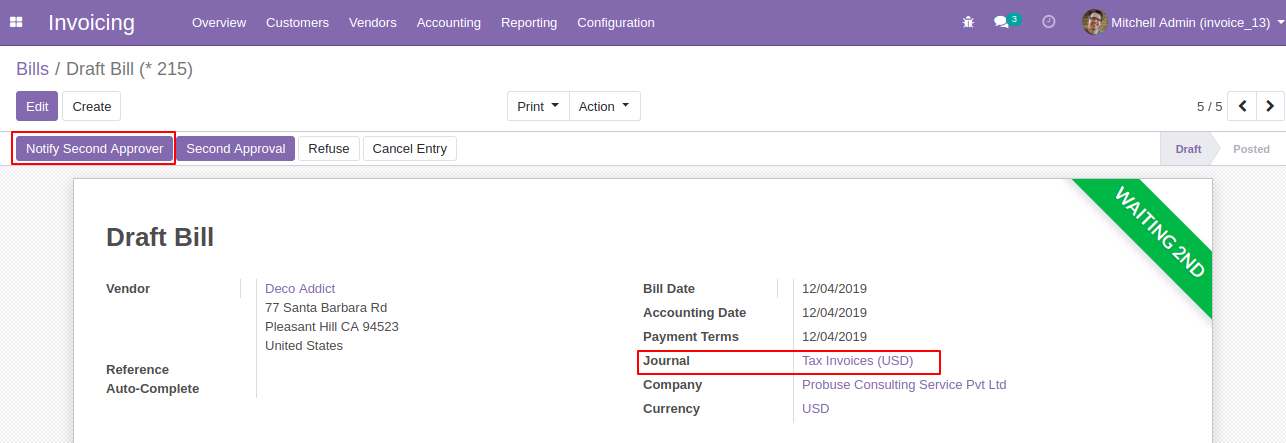 Invoicing Overview Customers Vendors Accounting Reporting Configuration 3 Mitchell Admin (invoice_13)
Bills / Draft Bill (* 215)
Edit Create Print Action 5 / 5
Notify Second Approver Second Approval Refuse Cancel Entry Draft Posted
WAITING 2ND
Draft Bill
Vendor Deco Addict
77 Santa Barbara Rd
Pleasant Hill CA 94523
United States
Reference
Auto-Complete
Bill Date 12/04/2019
Accounting Date 12/04/2019
Payment Terms 12/04/2019
Journal Tax Invoices (USD)
Company Probuse Consulting Service Pvt Ltd
Currency USD